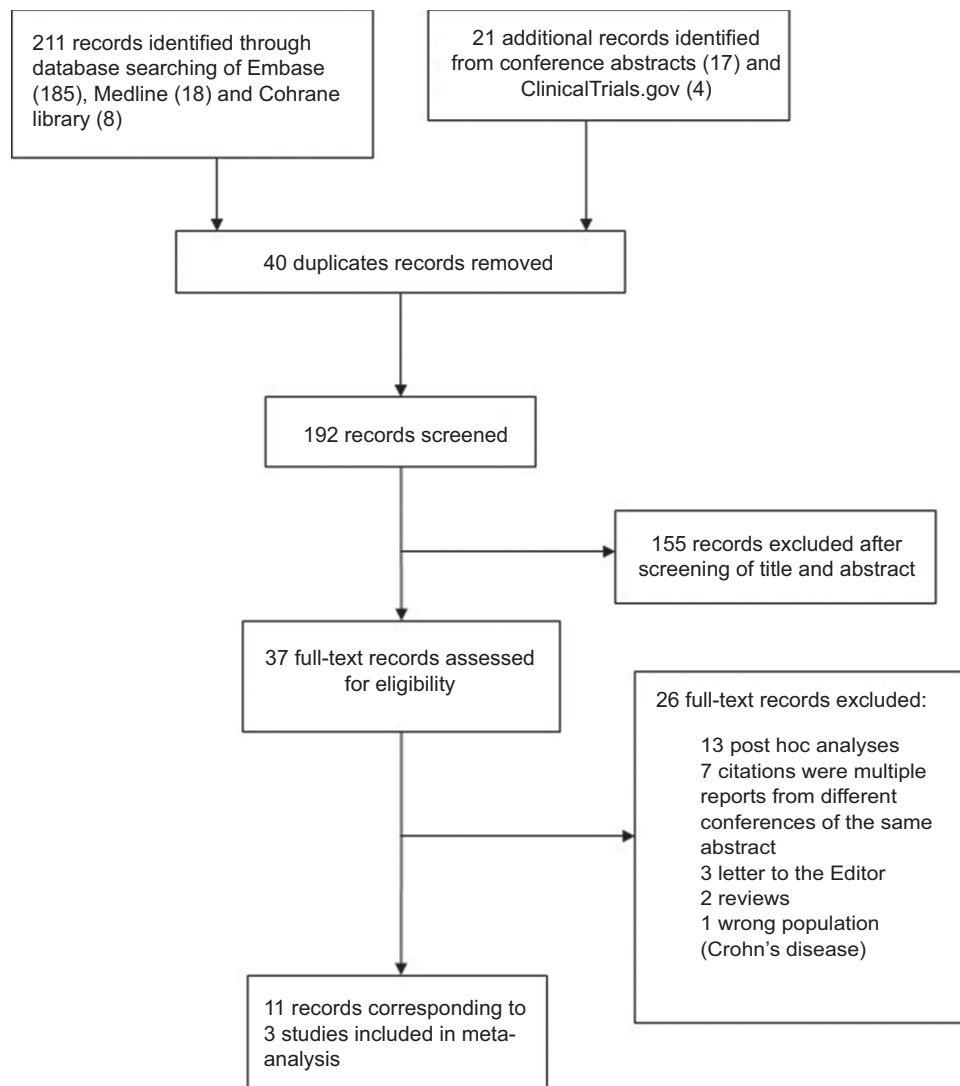 211 records identified through
database searching of Embase
(185), Medline (18) and Cohrane
library (8)
21 additional records identified
from conference abstracts (17) and
ClinicalTrials.gov (4)
40 duplicates records removed
192 records screened
155 records excluded after
screening of title and abstract
37 full-text records assessed
for eligibility
26 full-text records excluded:
13 post hoc analyses
7 citations were multiple
reports from different
conferences of the same
abstract
3 letter to the Editor
2 reviews
1 wrong population
(Crohn’s disease)
11 records corresponding to
3 studies included in meta-
analysis